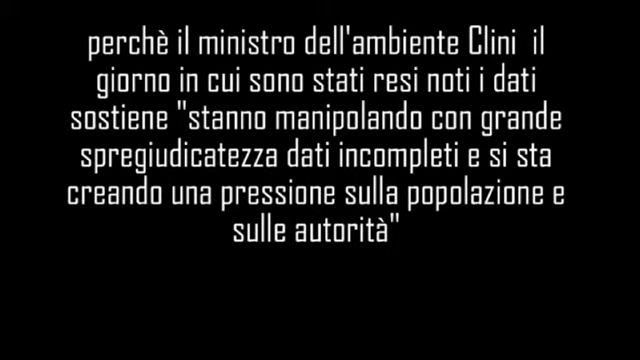 perchè il ministro dell'ambiente Clini il
giorno in cui sono stati resi noti i dati
sostiene "stanno manipolando con grande
spregiudicatezza dati incompleti e si sta
creando una pressione sulla popolazione e
sulle autorità"